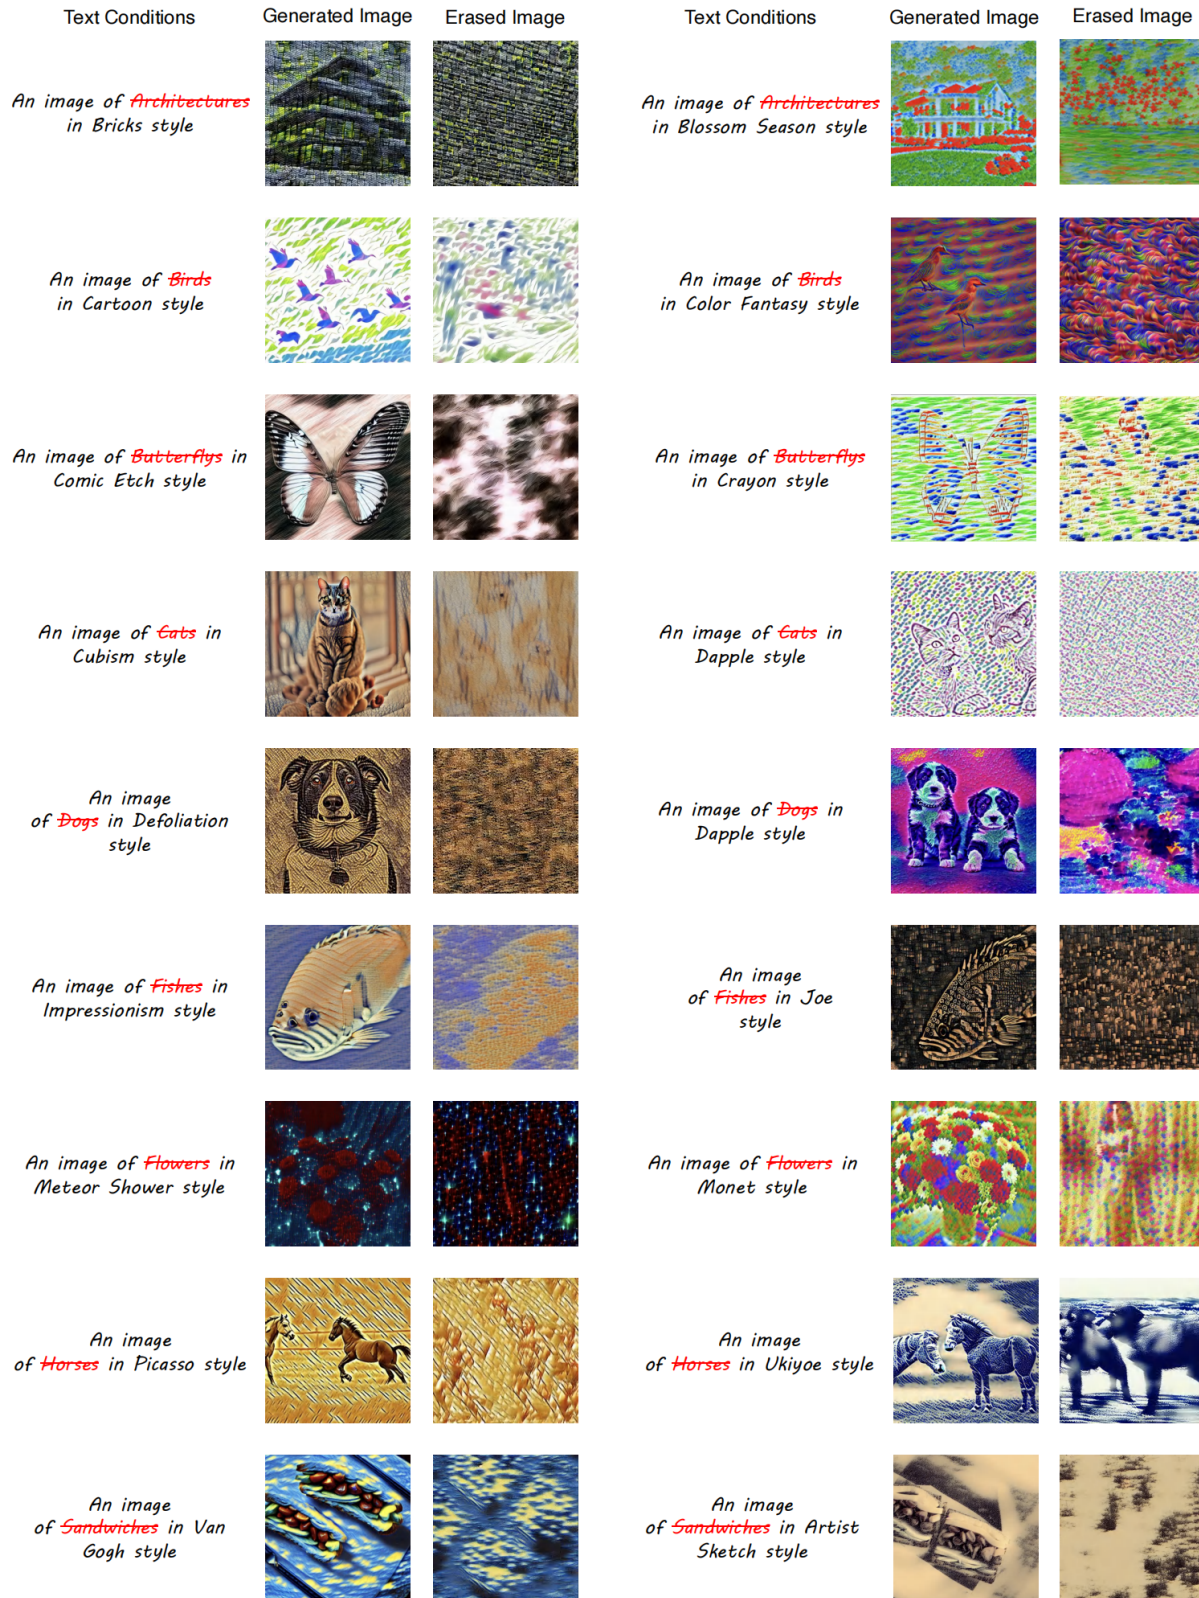 Text Conditions Generated Image Erased Image Text Conditions Generated Image Erased Image
An image of Architectures
in Bricks style
An image of Architectures
in Blossom Season style
An image of Birds
in Cartoon style
An image of Birds
in Color Fantasy style
An image of Butterflys in
Comic Etch style
An image of Butterflys
in Crayon style
An image of Cats in
Cubism style
An image of Cats in
Dapple style
An image
of Dogs in Defoliation
style
An image of Dogs in
Dapple style
An image of Fishes in
Impressionism style
An image
of Fishes in Joe
style
An image of Flowers in
Meteor Shower style
An image of Flowers in
Monet style
An image
of Horses in Picasso style
An image
of Horses in Ukiyoe style
An image
of Sandwiches in Van
Gogh style
An image
of Sandwiches in Artist
Sketch style